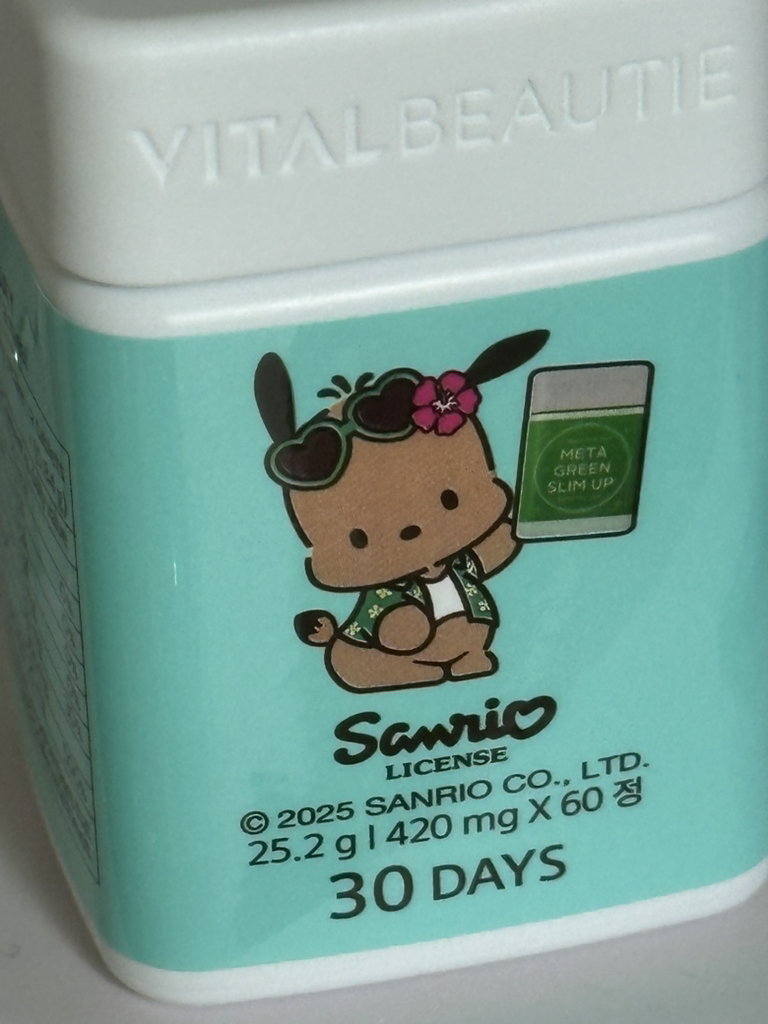 VITALBEAUTIE
META
GREEN
SLIM UP
Sanrio
LICENSE
© 2025 SANRIO CO., LTD.
25.2 g | 420 mg X 60 정
30 DAYS